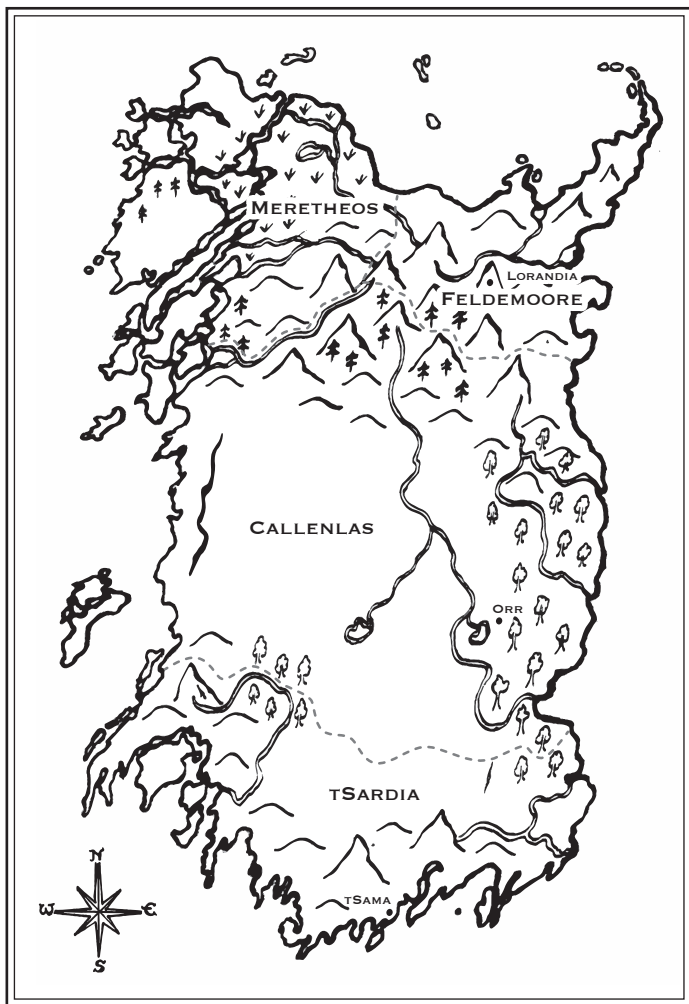 Meretheos
Lorandia
Feldemoore
Callenlas
Orr
tSardia
tSama
N
W E
S